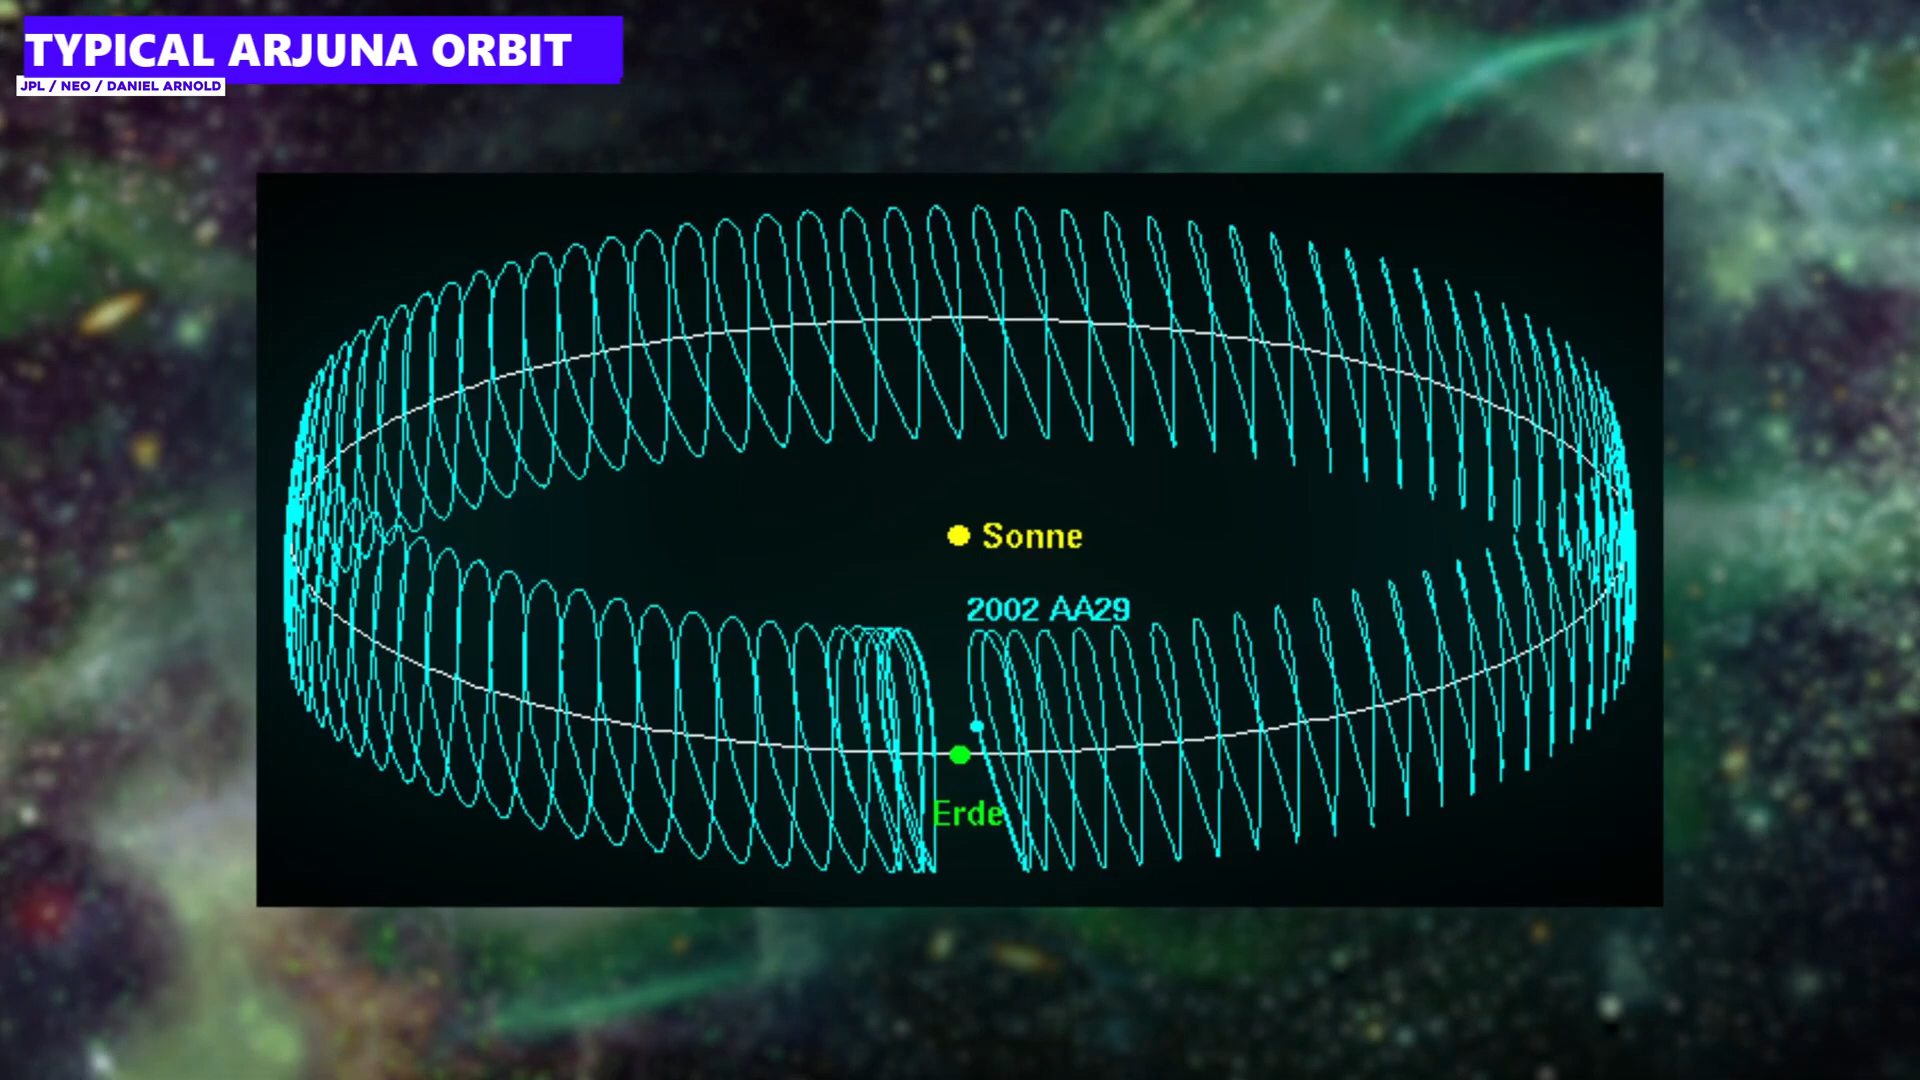 TYPICAL ARJUNA ORBIT
JPL / NEO / DANIEL ARNOLD
Sonne
2002 AA29
Erde